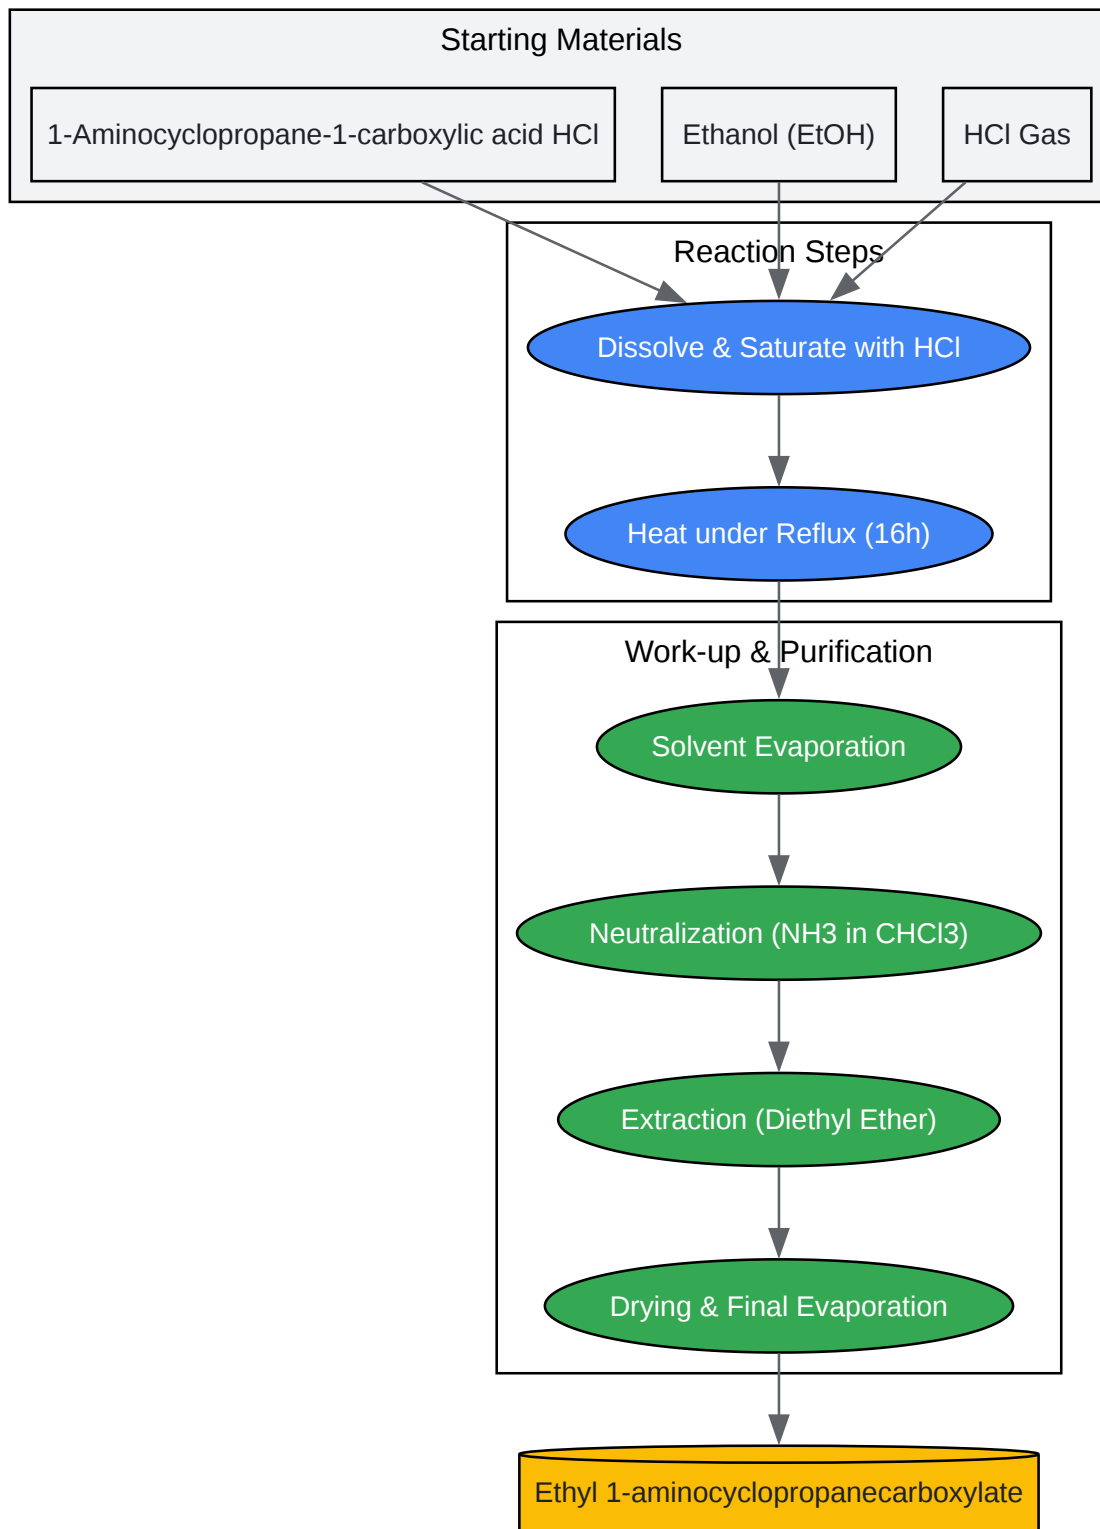 Starting Materials
1-Aminocyclopropane-1-carboxylic acid HCl
Ethanol (EtOH)
HCl Gas
Reaction Steps
Dissolve & Saturate with HCl
Heat under Reflux (16h)
Work-up & Purification
Solvent Evaporation
Neutralization (NH3 in CHCl3)
Extraction (Diethyl Ether)
Drying & Final Evaporation
Ethyl 1-aminocyclopropanecarboxylate